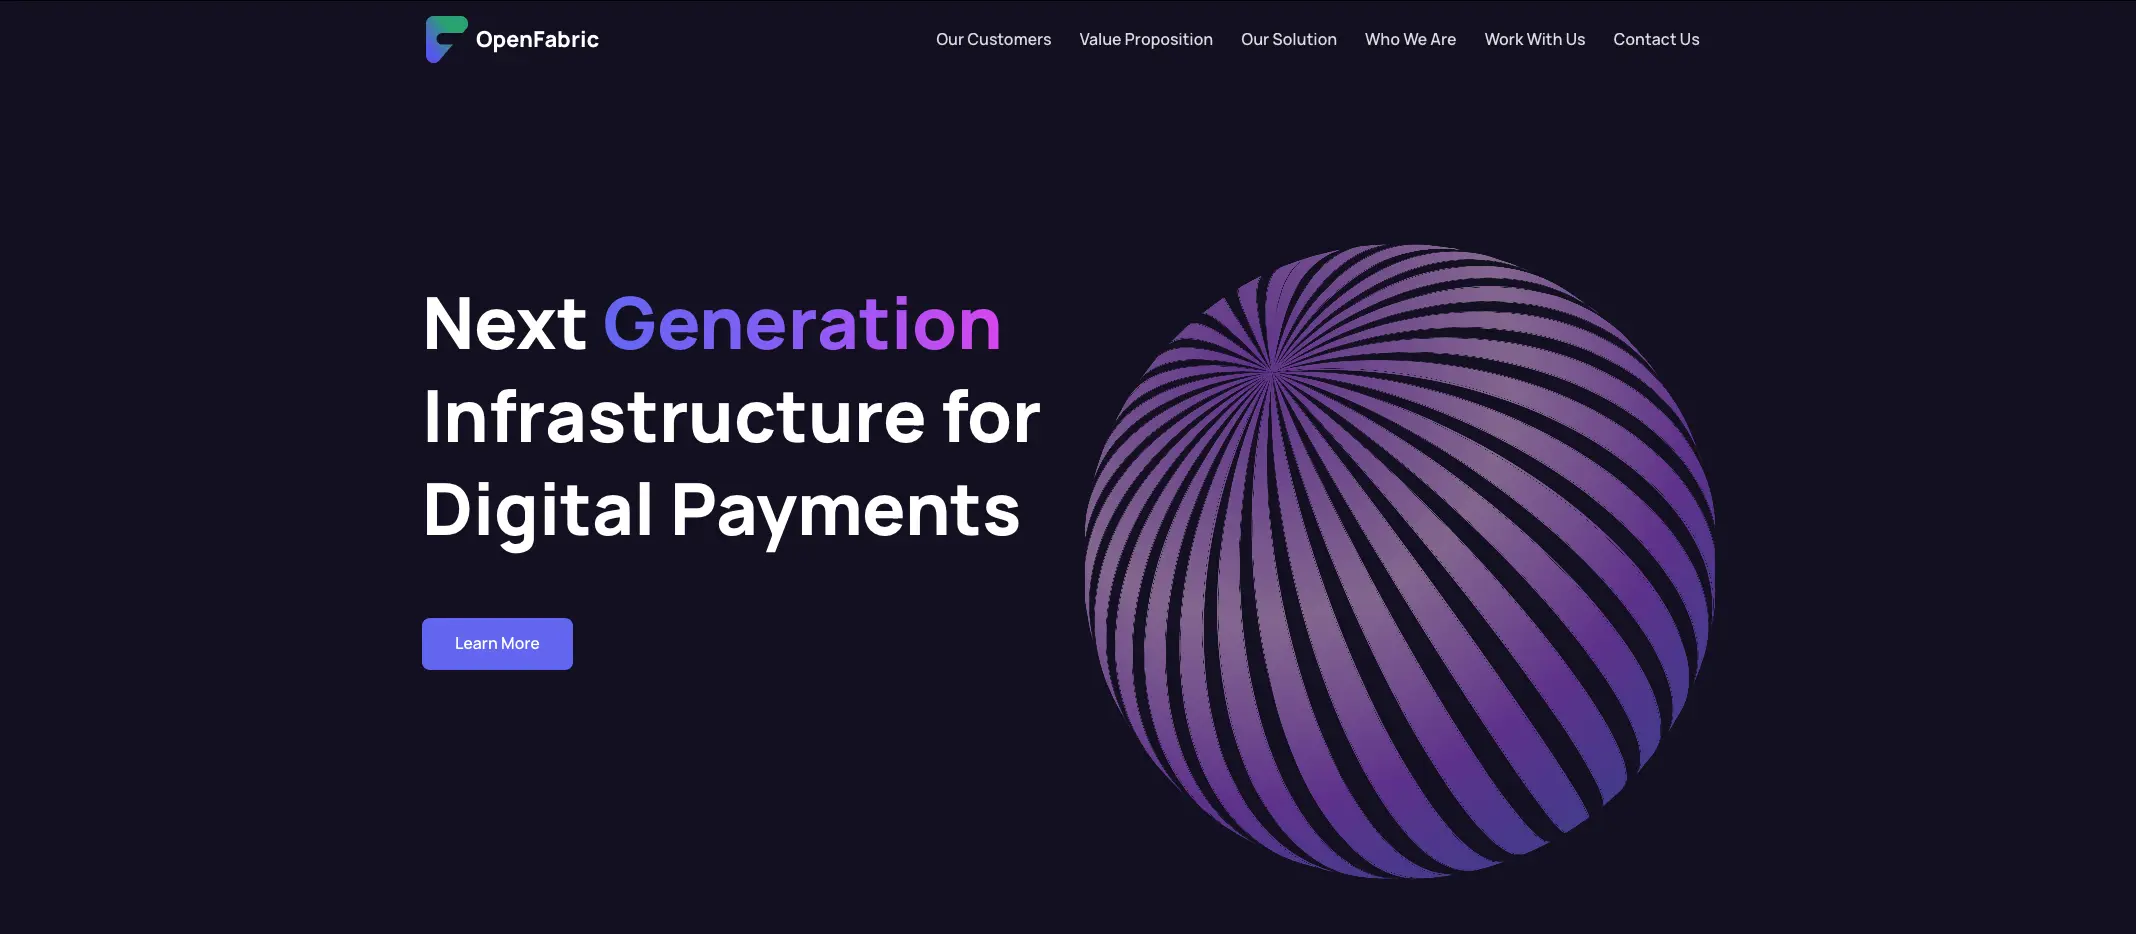 OpenFabric
Our Customers
Value Proposition
Our Solution
Who We Are
Work With Us
Contact Us
Next Generation
Infrastructure for
Digital Payments
Learn More